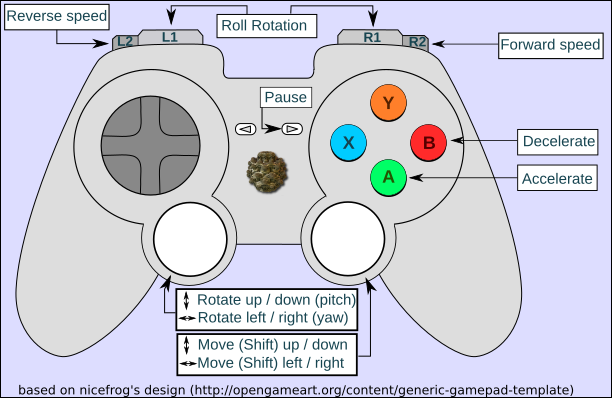 Reverse speed
Roll Rotation
L2
L1
R1
R2
Forward speed
Pause
Y
X
B
A
Decelerate
Accelerate
Rotate up / down (pitch)
Rotate left / right (yaw)
Move (Shift) up / down
Move (Shift) left / right
based on nicefrog's design (http://opengameart.org/content/generic-gamepad-template)